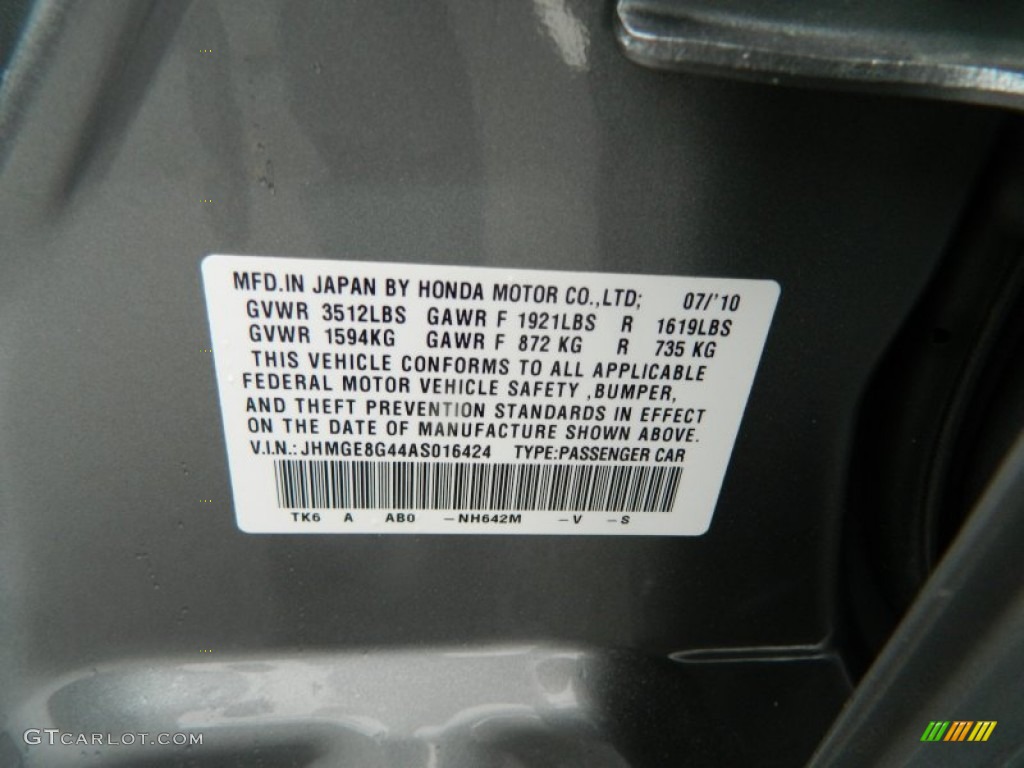 MFD.IN JAPAN BY HONDA MOTOR CO.,LTD; 07/'10
GVWR 3512LBS GAWR F 1921LBS R 1619LBS
GVWR 1594KG GAWR F 872 KG R 735 KG
THIS VEHICLE CONFORMS TO ALL APPLICABLE
FEDERAL MOTOR VEHICLE SAFETY ,BUMPER,
AND THEFT PREVENTION STANDARDS IN EFFECT
ON THE DATE OF MANUFACTURE SHOWN ABOVE.
V.I.N.: JHMGE8G44AS016424 TYPE:PASSENGER CAR
TK6 A AB0 –NH642M –V –S
GTCARLOT.COM